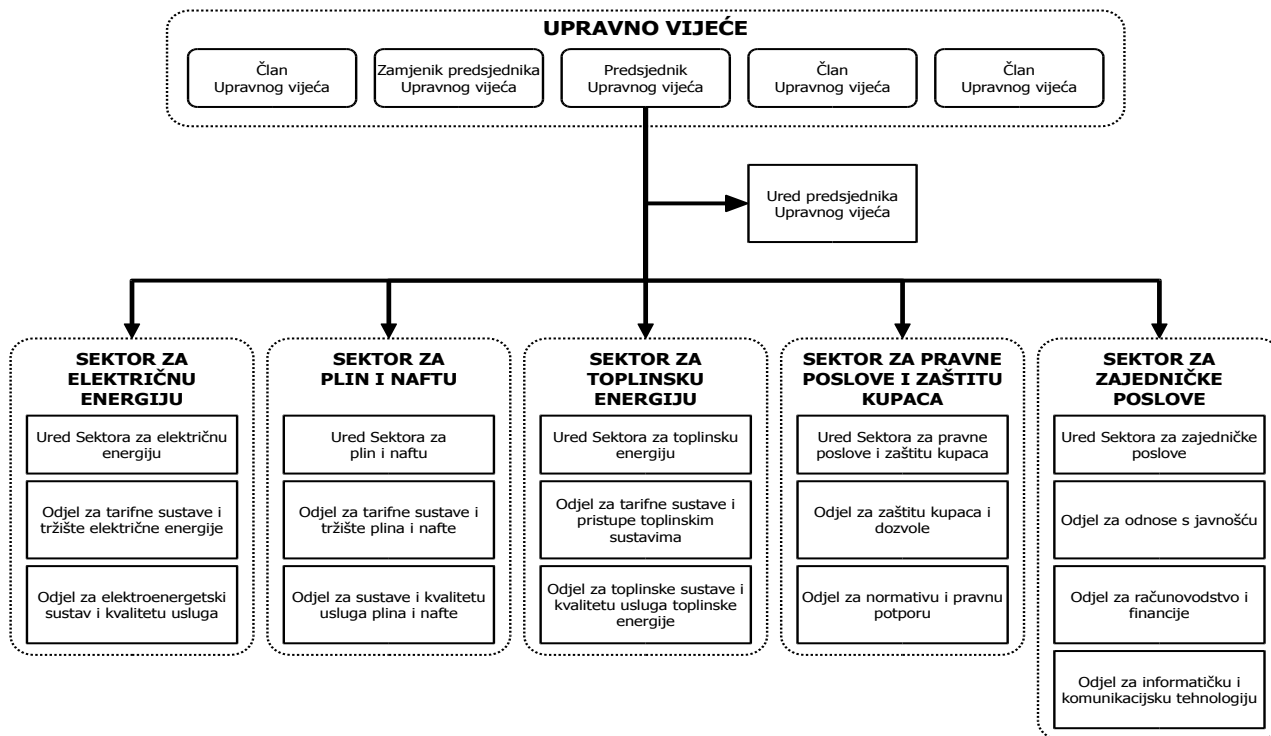 UPRAVNO VIJEĆE
Član
Upravnog vijeća
Zamjenik predsjednika
Upravnog vijeća
Predsjednik
Upravnog vijeća
Član
Upravnog vijeća
Član
Upravnog vijeća
Ured predsjednika
Upravnog vijeća
SEKTOR ZA
ELEKTRIČNU
ENERGIJU
Ured Sektora za električnu
energiju
Odjel za tarifne sustave i
tržište električne energije
Odjel za elektroenergetski
sustav i kvalitetu usluga
SEKTOR ZA
PLIN I NAFTU
Ured Sektora za
plin i naftu
Odjel za tarifne sustave i
tržište plina i nafte
Odjel za sustave i kvalitetu
usluga plina i nafte
SEKTOR ZA
TOPLINSKU
ENERGIJU
Ured Sektora za toplinsku
energiju
Odjel za tarifne sustave i
pristupe toplinskim
sustavima
Odjel za toplinske sustave i
kvalitetu usluga toplinske
energije
SEKTOR ZA PRAVNE
POSLOVE I ZAŠTITU
KUPACA
Ured Sektora za pravne
poslove i zaštitu kupaca
Odjel za zaštitu kupaca i
dozvole
Odjel za normativu i pravnu
potporu
SEKTOR ZA
ZAJEDNIČKE
POSLOVE
Ured Sektora za zajedničke
poslove
Odjel za odnose s javnošću
Odjel za računovodstvo i
financije
Odjel za informatičku i
komunikacijsku tehnologiju